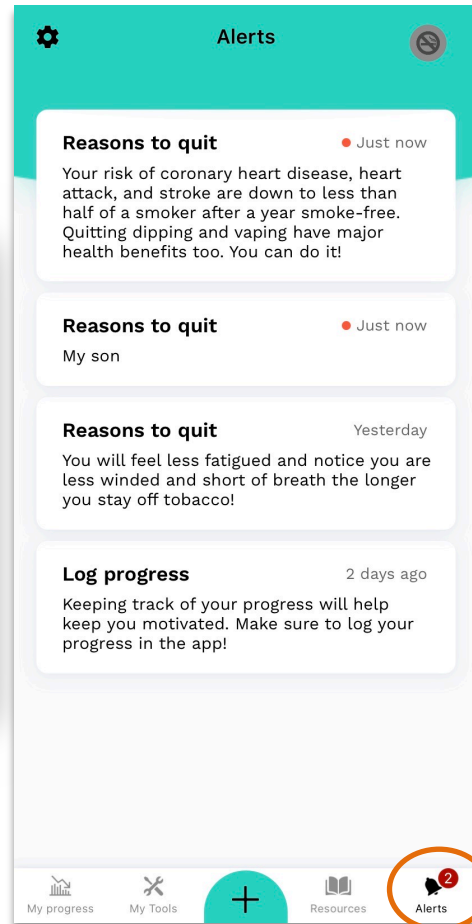 Alerts
Reasons to quit
Just now
Your risk of coronary heart disease, heart
attack, and stroke are down to less than
half of a smoker after a year smoke-free.
Quitting dipping and vaping have major
health benefits too. You can do it!
Reasons to quit
Just now
My son
Reasons to quit
Yesterday
You will feel less fatigued and notice you are
less winded and short of breath the longer
you stay off tobacco!
Log progress
2 days ago
Keeping track of your progress will help
keep you motivated. Make sure to log your
progress in the app!
2
My progress
My Tools
Resources
Alerts